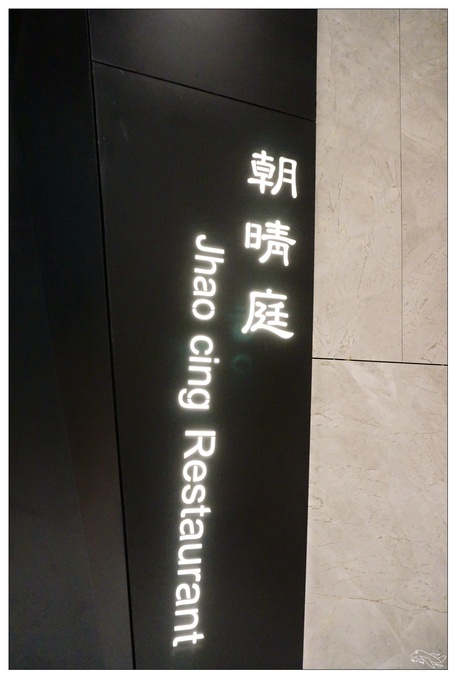 朝晴庭
Jhao cing Restaurant